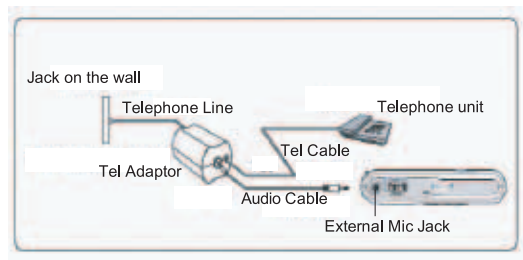 Jack on the wall
Telephone Line
Telephone unit
Tel Cable
Tel Adaptor
Audio Cable
External Mic Jack